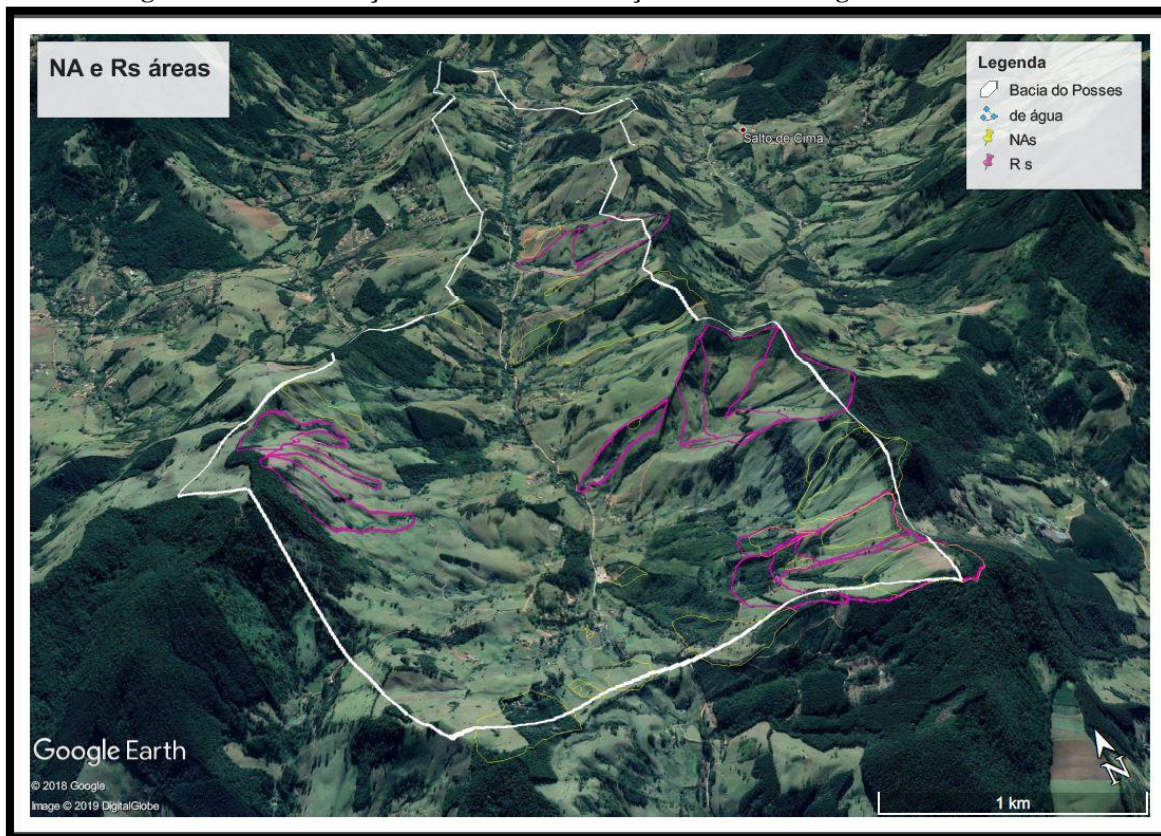 NA e Rs áreas
Legenda
Bacia do Posses
de água
NAs
R s
Salto de Cima
Google Earth
© 2018 Google
Image © 2019 DigitalGlobe
N
1 km